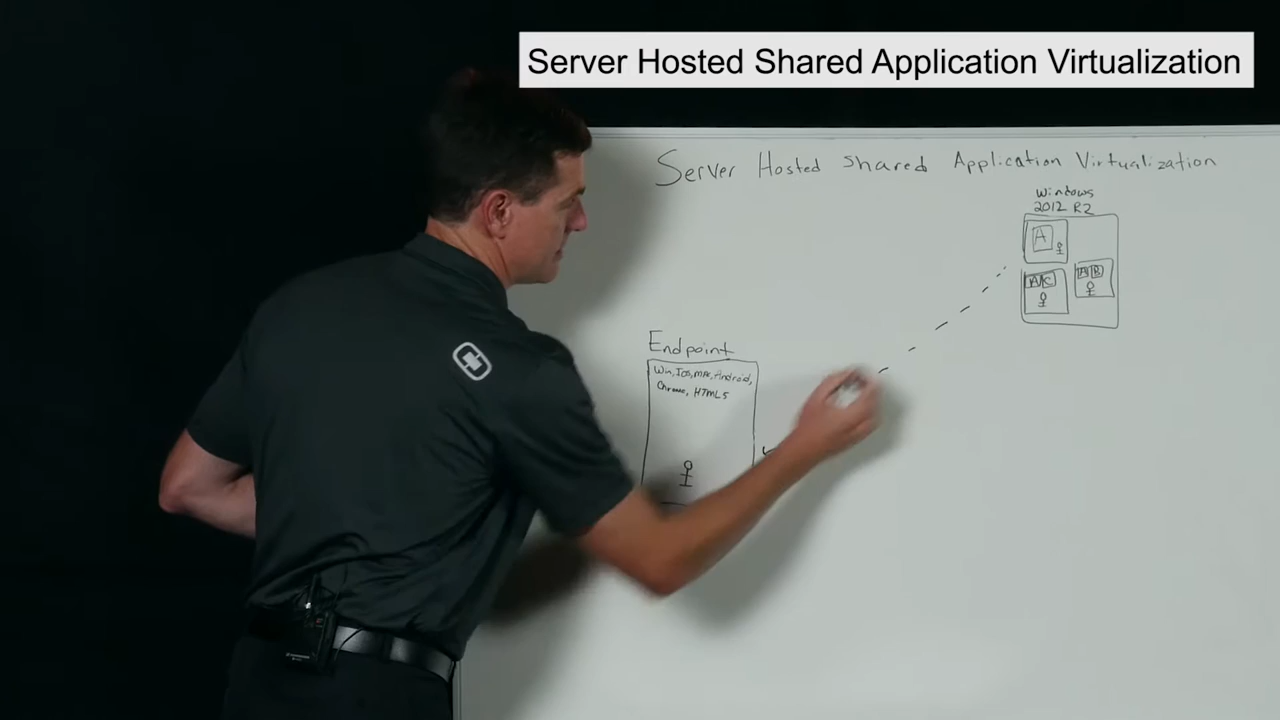 Server Hosted Shared Application Virtualization
Server Hosted Shared Application Virtualization
Windows
2012 R2
A
A C
A B
Endpoint
Win, IOS, MAC, Android,
Chrome, HTML5